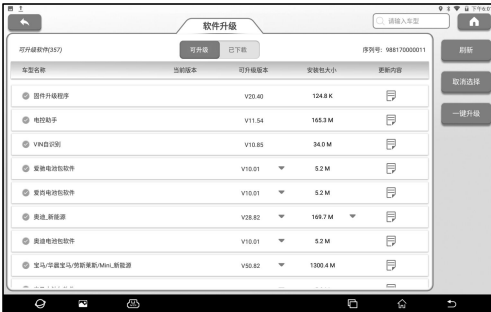 下午6:0
软件升级
请输入车型
可升级软件(357)
可升级 已下载
序列号: 988170000011
刷新
车型名称 当前版本 可升级版本 安装包大小 更新内容
取消选择
固件升级程序 V20.40 124.8 K
一键升级
电控助手 V11.54 165.3 M
VIN自识别 V10.85 34.0 M
爱驰电池包软件 V10.01 5.2 M
爱尚电池包软件 V10.01 5.2 M
奥迪_新能源 V28.82 169.7 M
奥迪电池包软件 V10.01 5.2 M
宝马/华晨宝马/劳斯莱斯/Mini_新能源 V50.82 1300.4 M